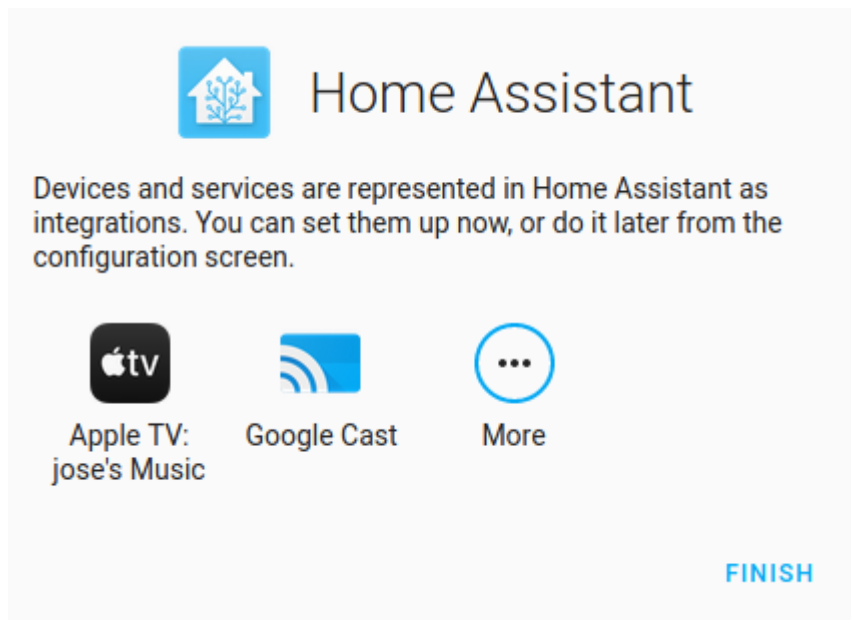 Home Assistant
Devices and services are represented in Home Assistant as
integrations. You can set them up now, or do it later from the
configuration screen.
tv
Apple TV:
jose's Music
Google Cast
More
FINISH